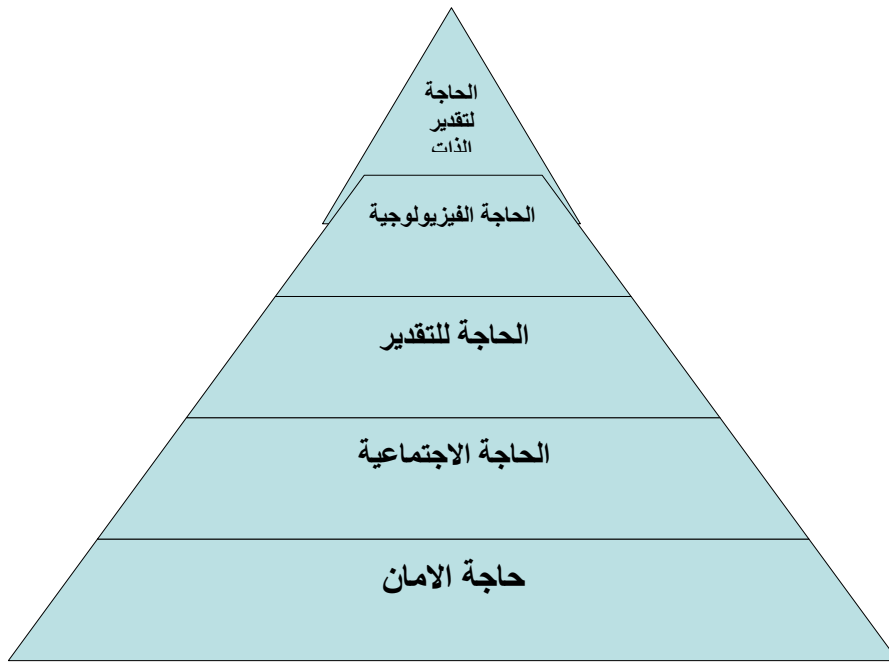 الحاجة
لتقدير
الذات
الحاجة الفيزيولوجية
الحاجة للتقدير
الحاجة الاجتماعية
حاجة الامان